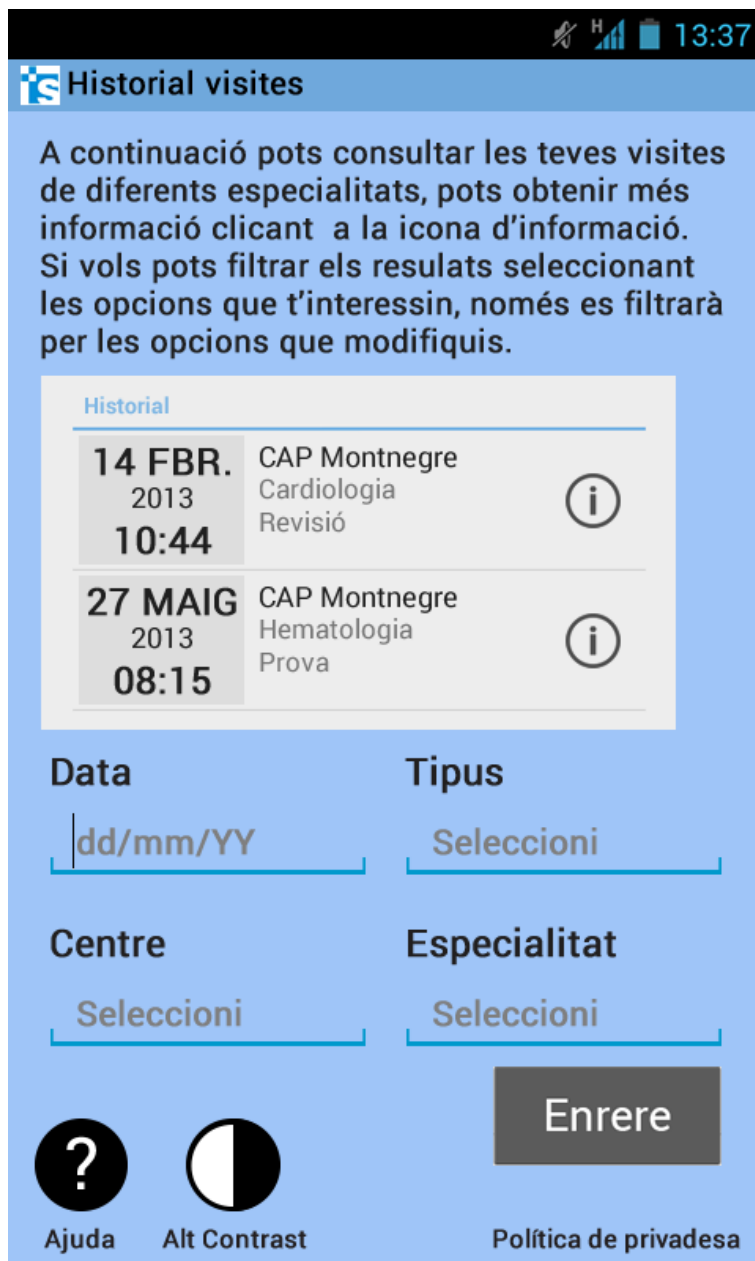 H 13:37
is Historial visites
A continuació pots consultar les teves visites
de diferents especialitats, pots obtenir més
informació clicant  a la icona d'informació.
Si vols pots filtrar els resulats seleccionant
les opcions que t'interessin, només es filtrarà
per les opcions que modifiquis.
Historial
14 FBR.
2013
10:44
CAP Montnegre
Cardiologia
Revisió
i
27 MAIG
2013
08:15
CAP Montnegre
Hematologia
Prova
i
Data Tipus
dd/mm/YY Seleccioni
Centre Especialitat
Seleccioni Seleccioni
Enrere
?
Ajuda Alt Contrast Política de privadesa